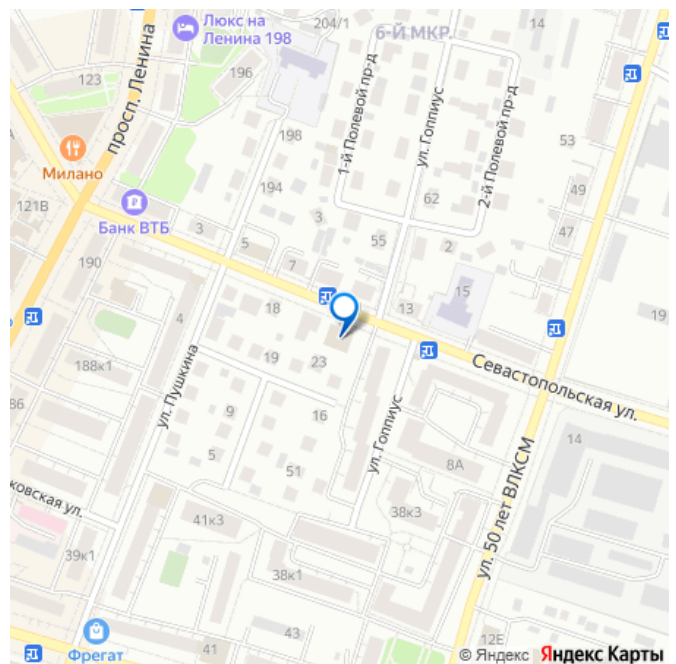 Люкс на
Ленина 198
204/1
6-Й МКР.
14
просп. Ленина
196
123
1-й Полевой пр-д
ул. Гоппиус
2-й Полевой пр-д
53
198
Милано
194
62
49
121В
Банк ВТБ
3
3
5
55
2
47
190
7
15
18
13
19
4
188к1
ул. Пушкина
19
23
Севастопольская ул.
86
9
16
ул. Гоппиус
14
5
51
8А
ул. 50 лет ВЛКСМ
ковская ул.
41к3
38к3
39к1
38к1
Фрегат
41
43
12Е
© Яндекс Яндекс Карты